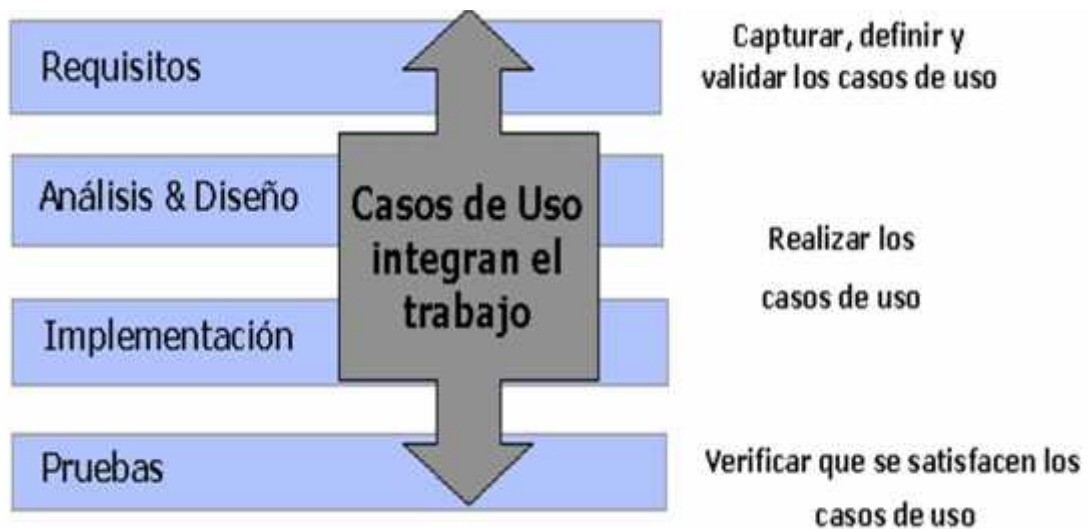 Requisitos
Capturar, definir y
validar los casos de uso
Análisis & Diseño
Casos de Uso
integran el
trabajo
Realizar los
casos de uso
Implementación
Pruebas
Verificar que se satisfacen los
casos de uso